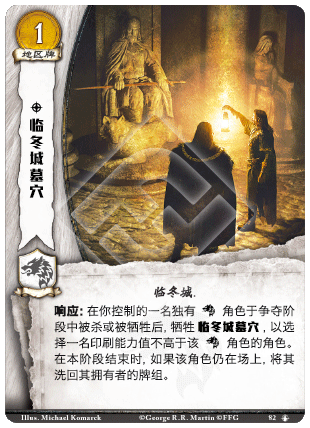 1
地区牌
临冬城墓穴
临冬城.
响应: 在你控制的一名独有 角色于争夺阶
段中被杀或被牺牲后, 牺牲 临冬城墓穴 , 以选
择一名印刷能力值不高于该 角色的角色。
在本阶段结束时, 如果该角色仍在场上, 将其
洗回其拥有者的牌组。
Illus. Michael Komarck ©George R.R. Martin ©FFG 82